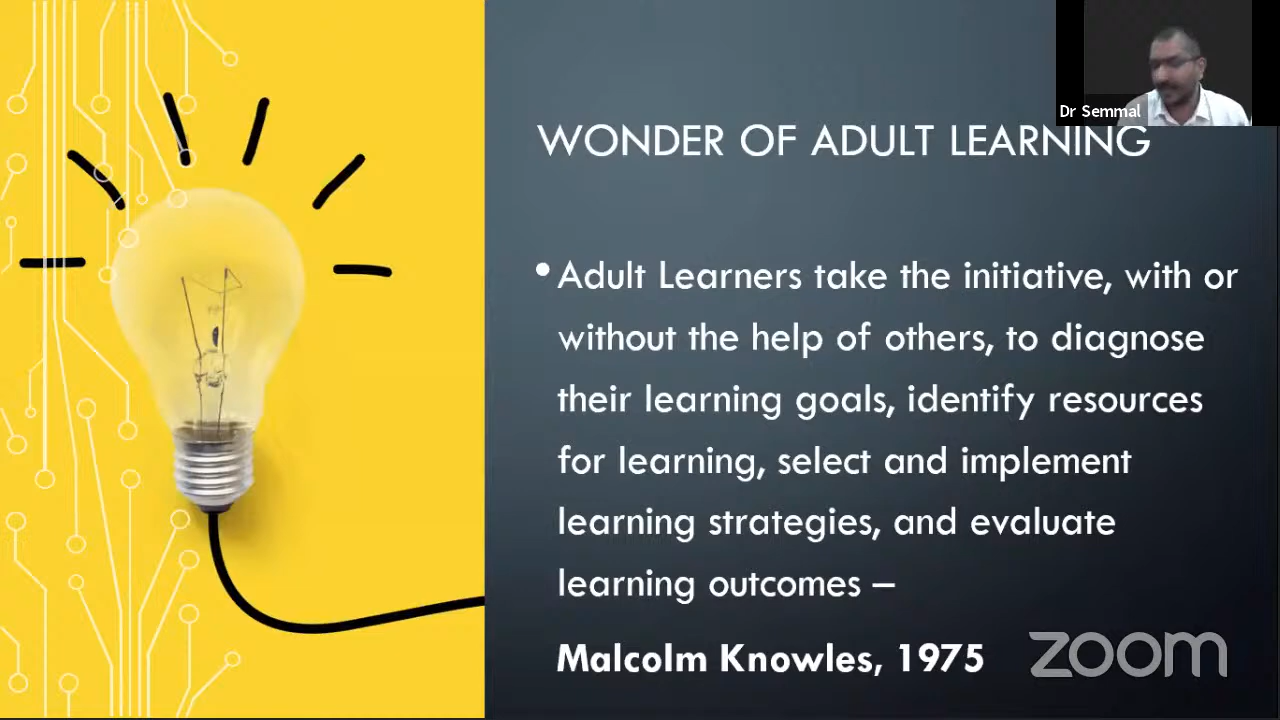 Dr Semmal
WONDER OF ADULT LEARNING
• Adult Learners take the initiative, with or
without the help of others, to diagnose
their learning goals, identify resources
for learning, select and implement
learning strategies, and evaluate
learning outcomes –
Malcolm Knowles, 1975
zoom